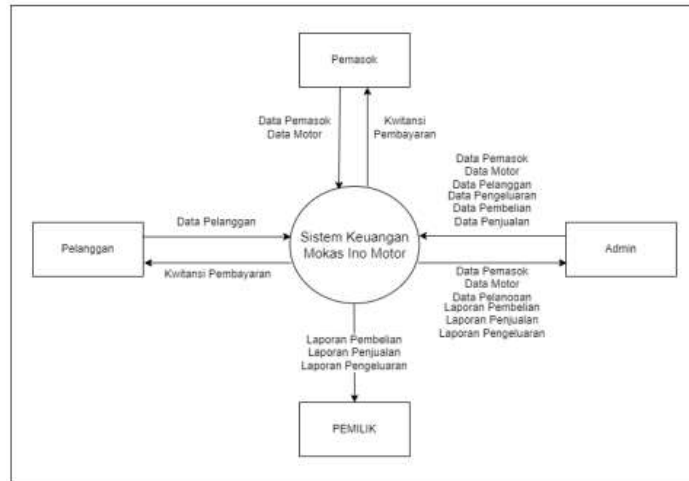 Pemasok
Data Pemasok
Data Motor
Kwitansi
Pembayaran
Data Pemasok
Data Motor
Data Pelanggan
Data Pengeluaran
Data Pembelian
Data Penjualan
Pelanggan
Data Pelanggan
Kwitansi Pembayaran
Sistem Keuangan
Mokas Ino Motor
Admin
Data Pemasok
Data Motor
Data Pelanggan
Laporan Pembelian
Laporan Penjualan
Laporan Pengeluaran
Laporan Pembelian
Laporan Penjualan
Laporan Pengeluaran
PEMILIK